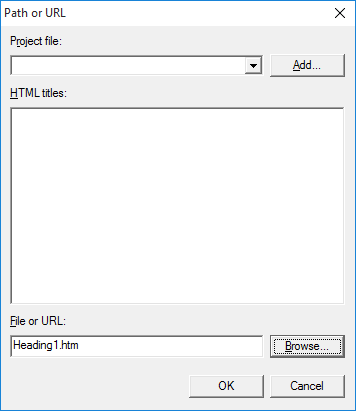 Path or URL
Project file:
Add...
HTML titles:
File or URL:
Heading1.htm
Browse...
OK
Cancel